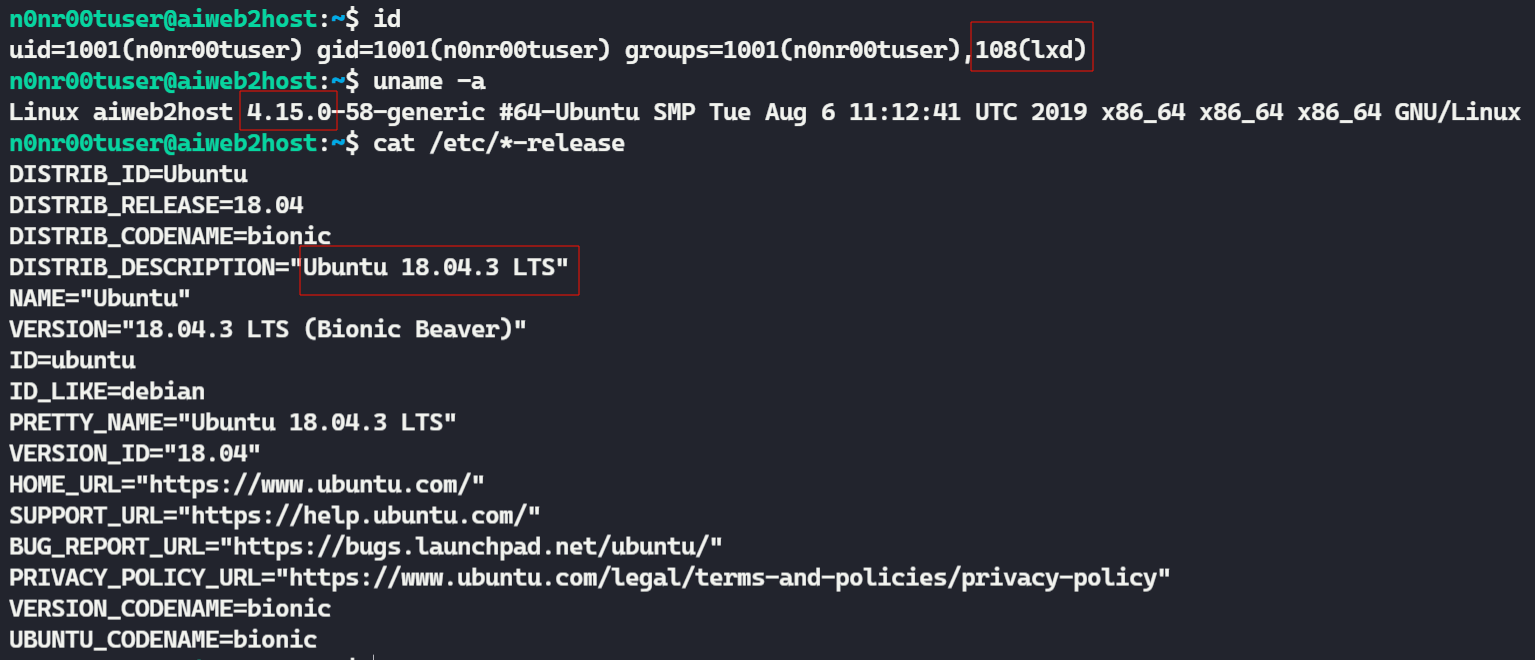 n0nr00tuser@aiweb2host:~$ id
uid=1001(n0nr00tuser) gid=1001(n0nr00tuser) groups=1001(n0nr00tuser),108(lxd)
n0nr00tuser@aiweb2host:~$ uname -a
Linux aiweb2host 4.15.0-58-generic #64-Ubuntu SMP Tue Aug 6 11:12:41 UTC 2019 x86_64 x86_64 x86_64 GNU/Linux
n0nr00tuser@aiweb2host:~$ cat /etc/*-release
DISTRIB_ID=Ubuntu
DISTRIB_RELEASE=18.04
DISTRIB_CODENAME=bionic
DISTRIB_DESCRIPTION="Ubuntu 18.04.3 LTS"
NAME="Ubuntu"
VERSION="18.04.3 LTS (Bionic Beaver)"
ID=ubuntu
ID_LIKE=debian
PRETTY_NAME="Ubuntu 18.04.3 LTS"
VERSION_ID="18.04"
HOME_URL="https://www.ubuntu.com/"
SUPPORT_URL="https://help.ubuntu.com/"
BUG_REPORT_URL="https://bugs.launchpad.net/ubuntu/"
PRIVACY_POLICY_URL="https://www.ubuntu.com/legal/terms-and-policies/privacy-policy"
VERSION_CODENAME=bionic
UBUNTU_CODENAME=bionic